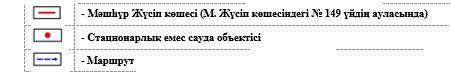 - Мәшһүр Жүсіп көшесі (М. Жүсіп көшесіндегі № 149 үйдің ауласында)
- Стационарлық емес сауда объектісі
- Маршрут